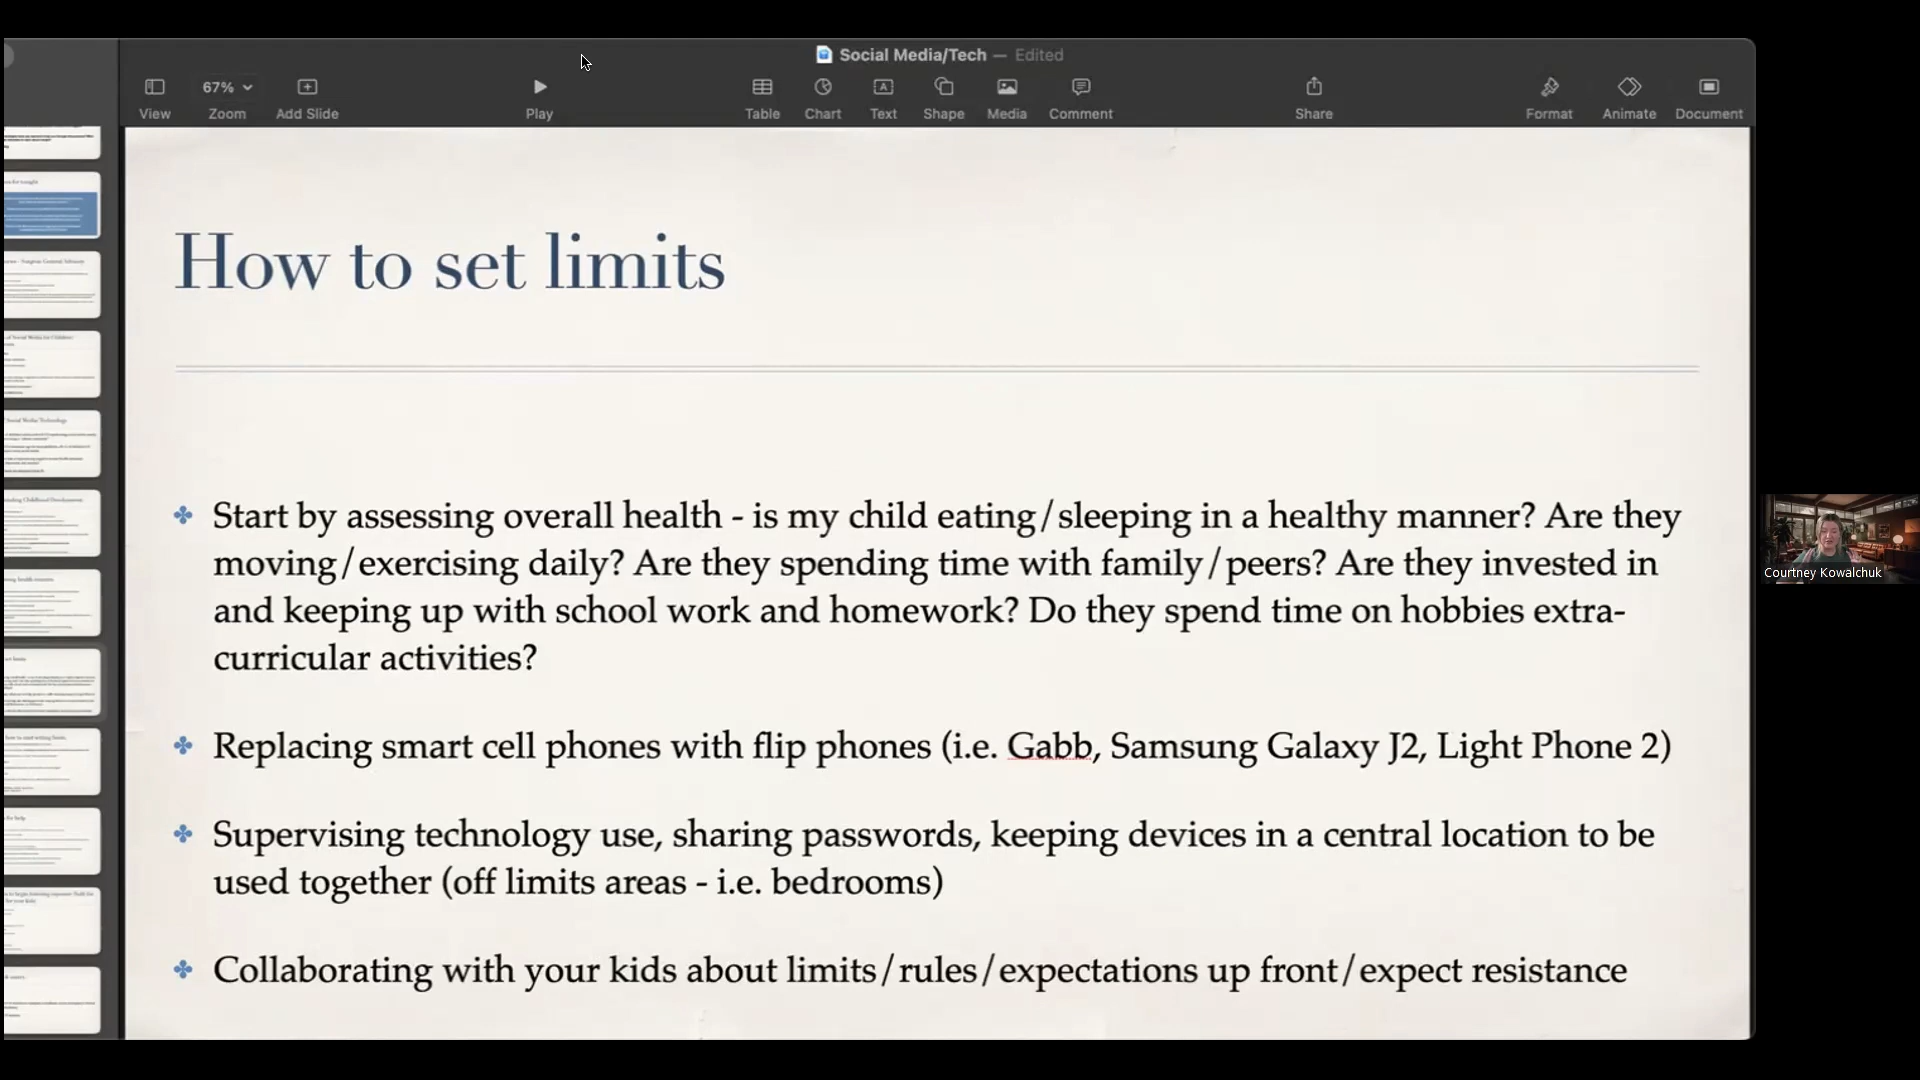 Social Media/Tech — Edited
View
67%
Zoom
Add Slide
Play
Table
Chart
Text
Shape
Media
Comment
Share
Format
Animate
Document
How to set limits
Start by assessing overall health - is my child eating/sleeping in a healthy manner? Are they
moving/exercising daily? Are they spending time with family/peers? Are they invested in
and keeping up with school work and homework? Do they spend time on hobbies extra-
curricular activities?
Replacing smart cell phones with flip phones (i.e. Gabb, Samsung Galaxy J2, Light Phone 2)
Supervising technology use, sharing passwords, keeping devices in a central location to be
used together (off limits areas - i.e. bedrooms)
Collaborating with your kids about limits/rules/expectations up front/expect resistance
Courtney Kowalchuk